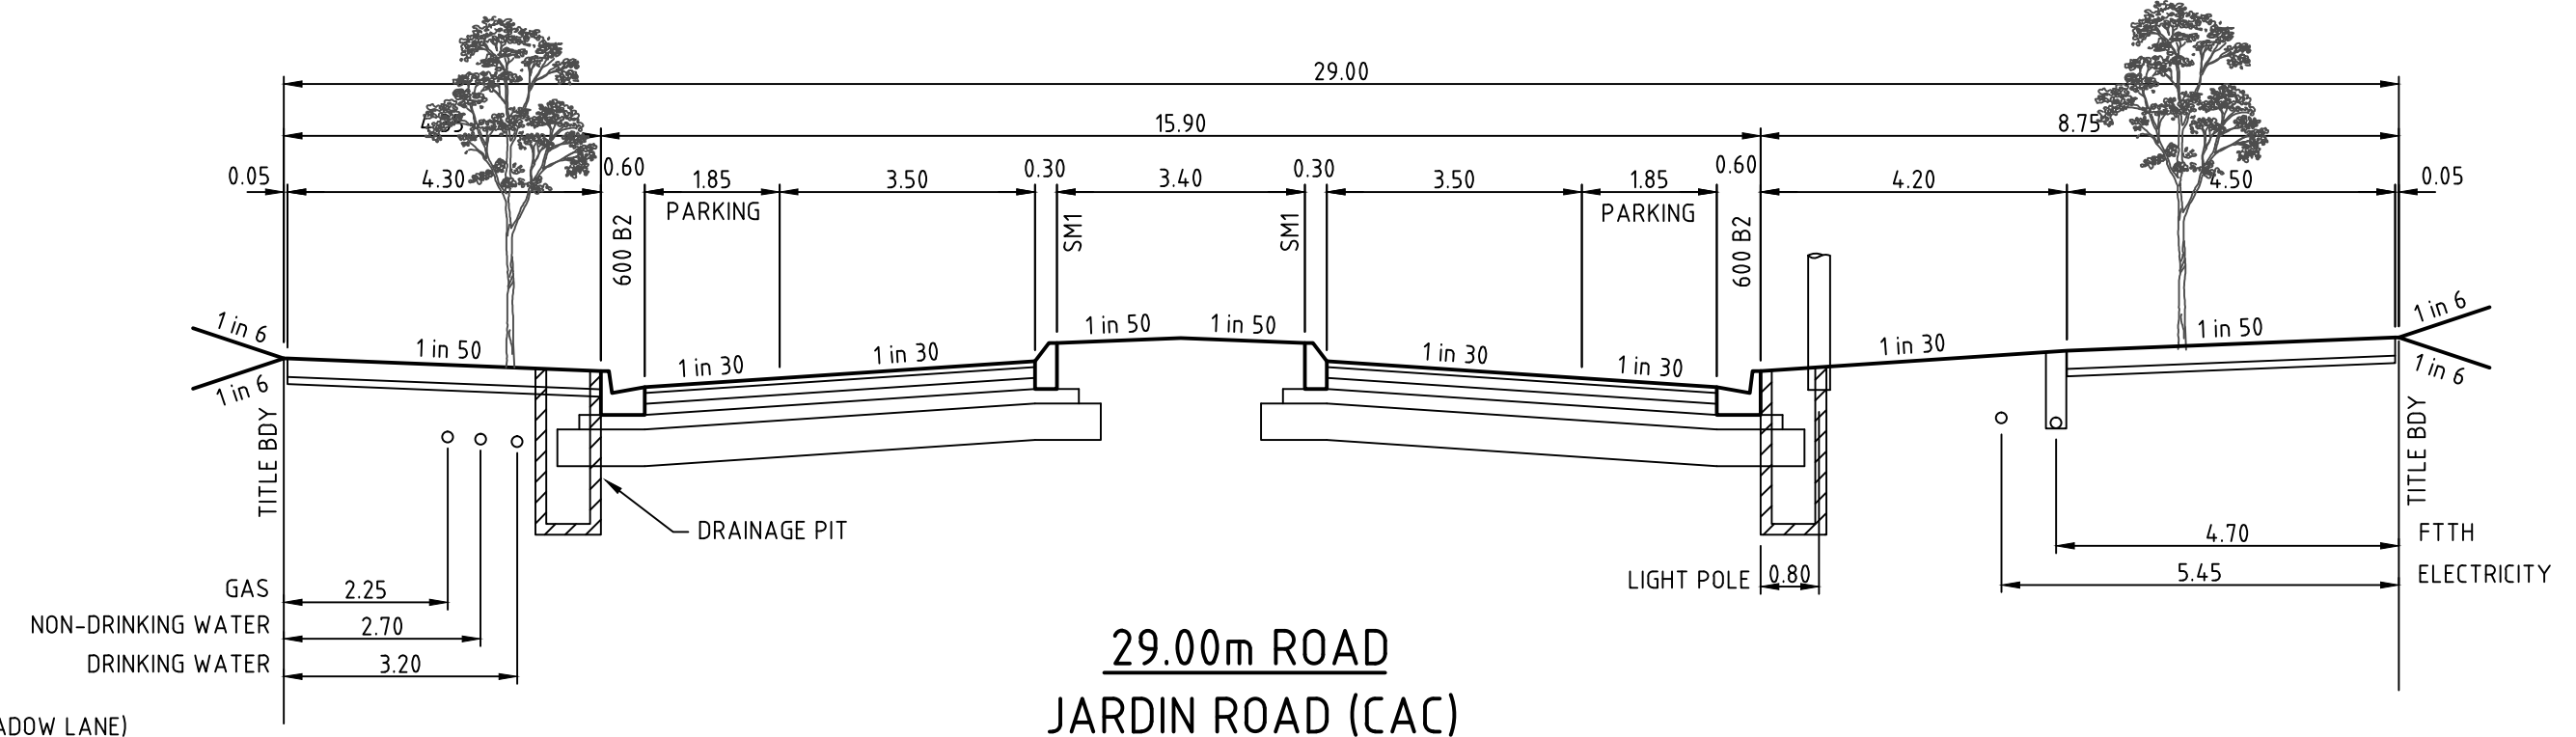 29.00
15.90
8.75
0.05
4.30
0.60
1.85
3.50
0.30
3.40
0.30
3.50
1.85
0.60
4.20
4.50
0.05
PARKING
PARKING
600 B2
SM1
SM1
600 B2
1 in 6
1 in 50
1 in 30
1 in 30
1 in 50
1 in 50
1 in 30
1 in 30
1 in 30
1 in 50
1 in 6
1 in 6
1 in 6
TITLE BDY
TITLE BDY
DRAINAGE PIT
4.70
FTTH
GAS
2.25
LIGHT POLE
0.80
5.45
ELECTRICITY
NON-DRINKING WATER
2.70
DRINKING WATER
3.20
29.00m ROAD
JARDIN ROAD (CAC)
ADOW LANE)